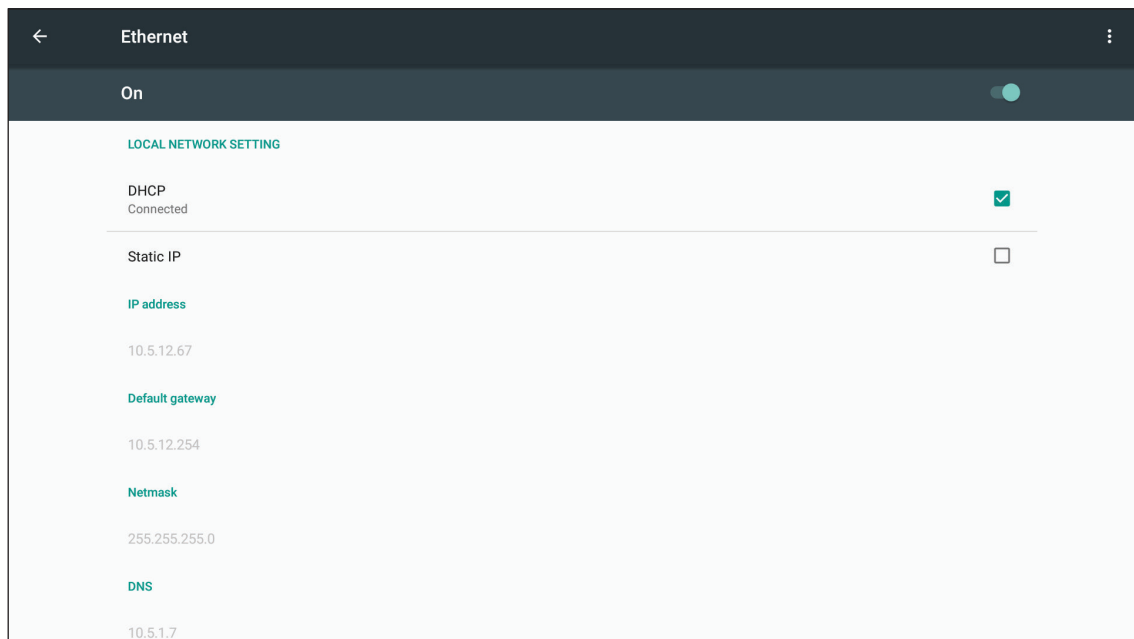 Ethernet
On
LOCAL NETWORK SETTING
DHCP
Connected
Static IP
IP address
10.5.12.67
Default gateway
10.5.12.254
Netmask
255.255.255.0
DNS
10.5.1.7